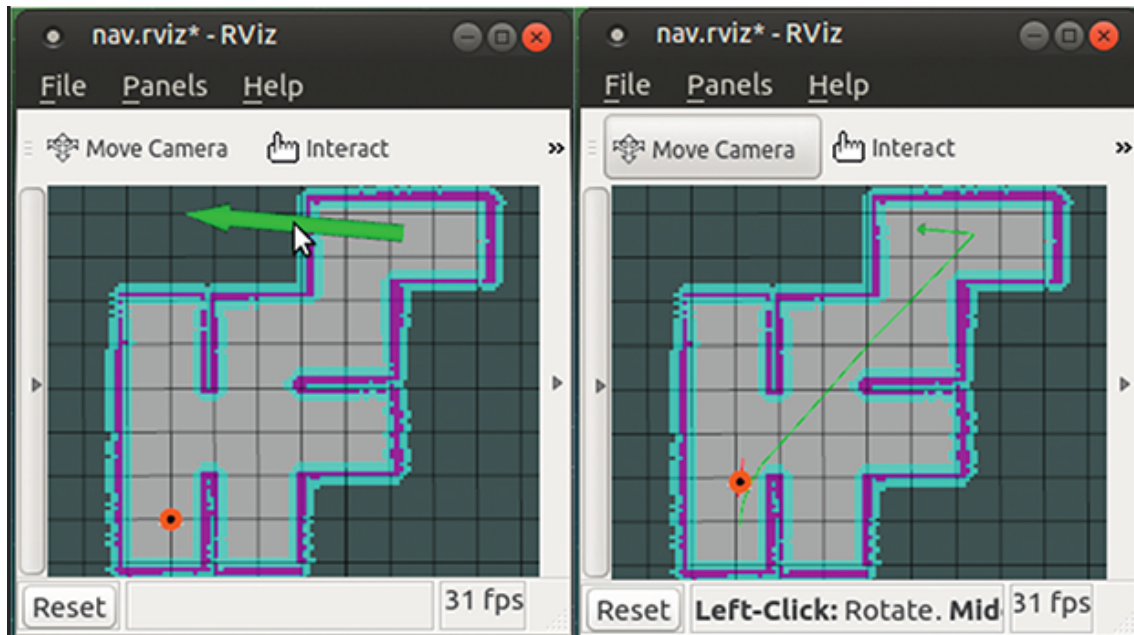 nav.rviz* - RViz
File Panels Help
Move Camera Interact »
Reset 31 fps
nav.rviz* - RViz
File Panels Help
Move Camera Interact »
Reset Left-Click: Rotate. Mid 31 fps